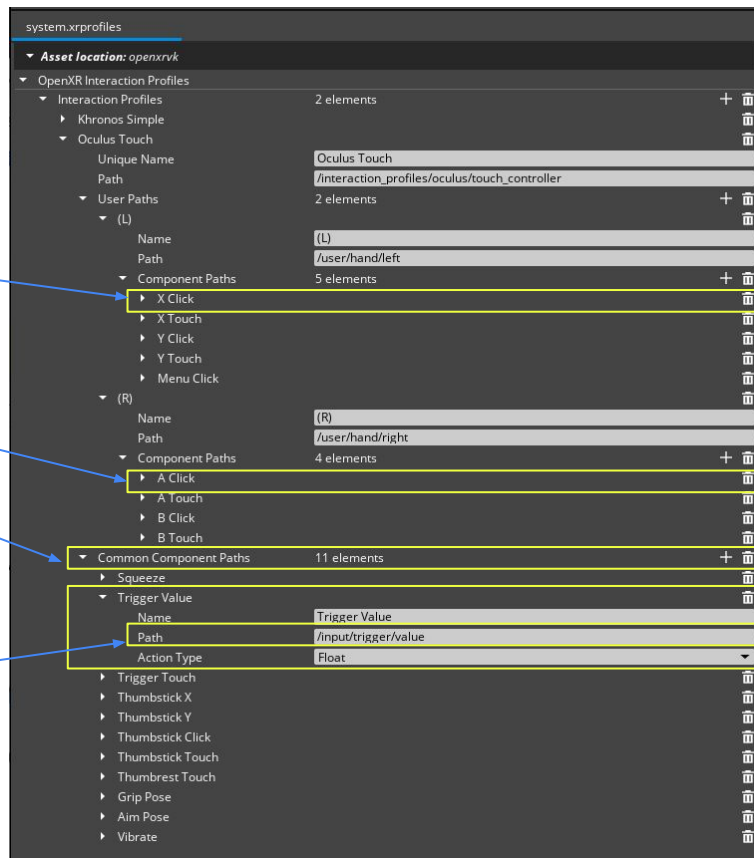 system.xrprofiles
Asset location: openxrvk
OpenXR Interaction Profiles
Interaction Profiles 2 elements
Khronos Simple
Oculus Touch
Unique Name Oculus Touch
Path /interaction_profiles/oculus/touch_controller
User Paths 2 elements
(L)
Name (L)
Path /user/hand/left
Component Paths 5 elements
X Click
X Touch
Y Click
Y Touch
Menu Click
(R)
Name (R)
Path /user/hand/right
Component Paths 4 elements
A Click
A Touch
B Click
B Touch
Common Component Paths 11 elements
Squeeze
Trigger Value
Name Trigger Value
Path /input/trigger/value
Action Type Float
Trigger Touch
Thumbstick X
Thumbstick Y
Thumbstick Click
Thumbstick Touch
Thumbrest Touch
Grip Pose
Aim Pose
Vibrate